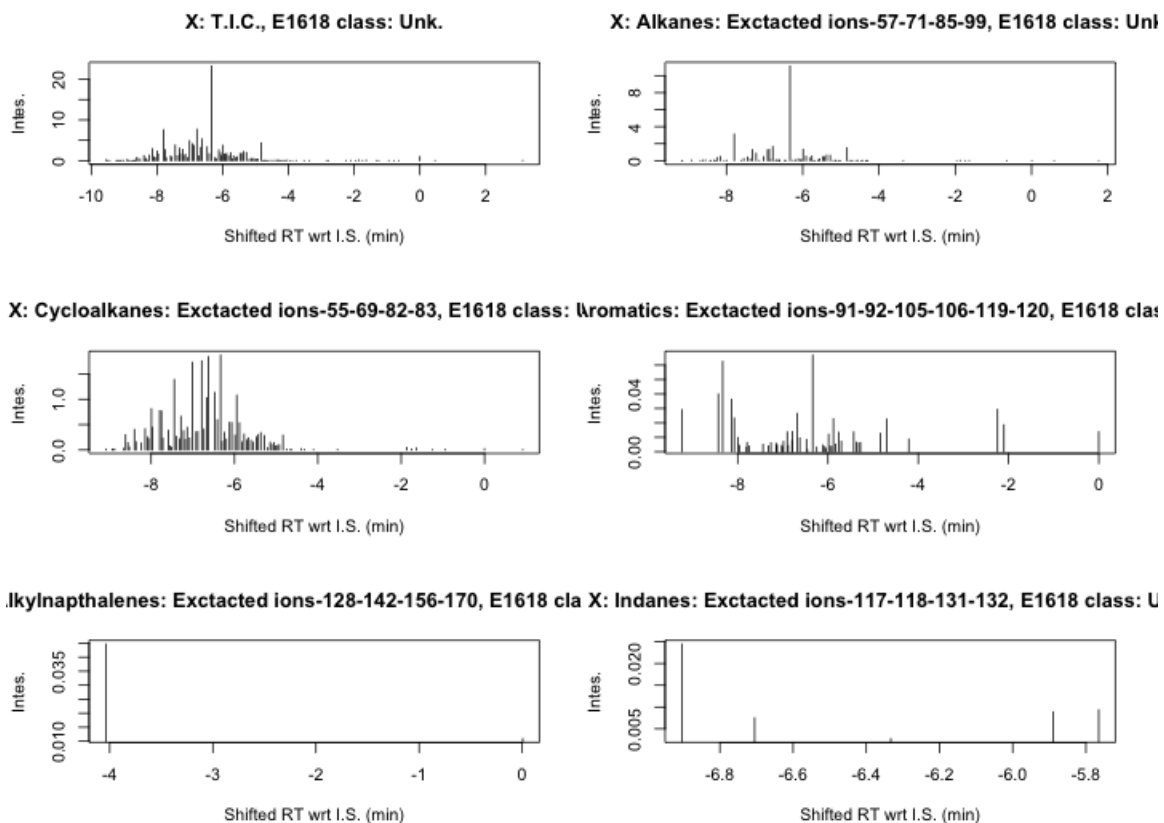 X: T.I.C., E1618 class: Unk.
Intes.
20
10
0
-10 -8 -6 -4 -2 0 2
Shifted RT wrt I.S. (min)
X: Alkanes: Exctacted ions-57-71-85-99, E1618 class: Unk
Intes.
8
4
0
-8 -6 -4 -2 0 2
Shifted RT wrt I.S. (min)
X: Cycloalkanes: Exctacted ions-55-69-82-83, E1618 class: U
Intes.
1.0
0.0
-8 -6 -4 -2 0
Shifted RT wrt I.S. (min)
Aromatics: Exctacted ions-91-92-105-106-119-120, E1618 clas
Intes.
0.04
0.00
-8 -6 -4 -2 0
Shifted RT wrt I.S. (min)
lkylnapthalenes: Exctacted ions-128-142-156-170, E1618 cla
Intes.
0.035
0.010
-4 -3 -2 -1 0
Shifted RT wrt I.S. (min)
X: Indanes: Exctacted ions-117-118-131-132, E1618 class: U
Intes.
0.020
0.005
-6.8 -6.6 -6.4 -6.2 -6.0 -5.8
Shifted RT wrt I.S. (min)